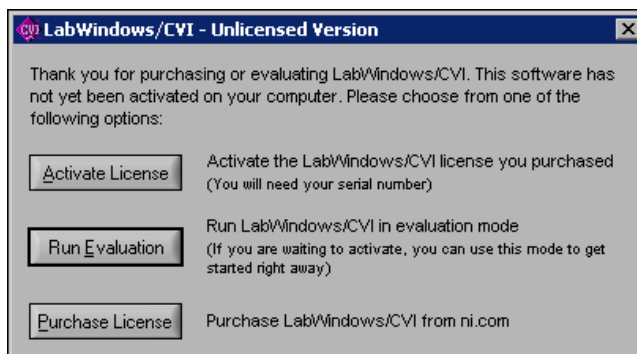 CVI LabWindows/CVI - Unlicensed Version
Thank you for purchasing or evaluating LabWindows/CVI. This software has
not yet been activated on your computer. Please choose from one of the
following options:
Activate License
Activate the LabWindows/CVI license you purchased
(You will need your serial number)
Run Evaluation
Run LabWindows/CVI in evaluation mode
(If you are waiting to activate, you can use this mode to get
started right away)
Purchase License
Purchase LabWindows/CVI from ni.com